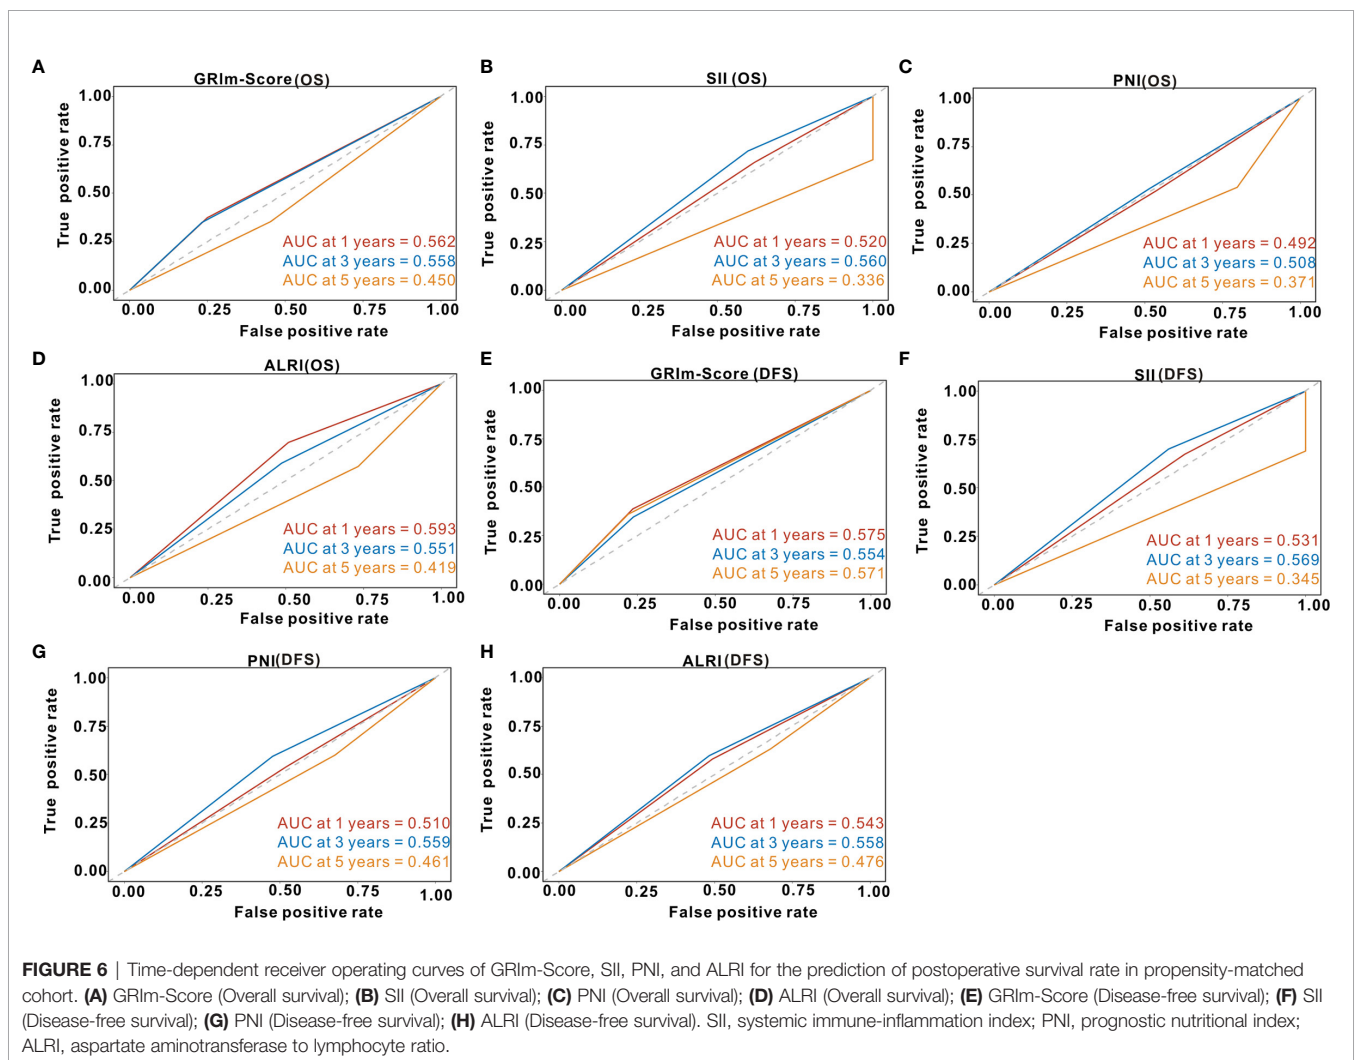 A
GRIm-Score(OS)
True positive rate
1.00
0.75
0.50
0.25
0.00
AUC at 1 years = 0.562
AUC at 3 years = 0.558
AUC at 5 years = 0.450
0.00 0.25 0.50 0.75 1.00
False positive rate
B
SII (OS)
True positive rate
1.00
0.75
0.50
0.25
0.00
AUC at 1 years = 0.520
AUC at 3 years = 0.560
AUC at 5 years = 0.336
0.00 0.25 0.50 0.75 1.00
False positive rate
C
PNI(OS)
True positive rate
1.00
0.75
0.50
0.25
0.00
AUC at 1 years = 0.492
AUC at 3 years = 0.508
AUC at 5 years = 0.371
0.00 0.25 0.50 0.75 1.00
False positive rate
D
ALRI(OS)
True positive rate
1.00
0.75
0.50
0.25
0.00
AUC at 1 years = 0.593
AUC at 3 years = 0.551
AUC at 5 years = 0.419
0.00 0.25 0.50 0.75 1.00
False positive rate
E
GRIm-Score (DFS)
True positive rate
1.00
0.75
0.50
0.25
0.00
AUC at 1 years = 0.575
AUC at 3 years = 0.554
AUC at 5 years = 0.571
0.00 0.25 0.50 0.75 1.00
False positive rate
F
SII (DFS)
True positive rate
1.00
0.75
0.50
0.25
0.00
AUC at 1 years = 0.531
AUC at 3 years = 0.569
AUC at 5 years = 0.345
0.00 0.25 0.50 0.75 1.00
False positive rate
G
PNI(DFS)
True positive rate
1.00
0.75
0.50
0.25
0.00
AUC at 1 years = 0.510
AUC at 3 years = 0.559
AUC at 5 years = 0.461
0.00 0.25 0.50 0.75 1.00
False positive rate
H
ALRI (DFS)
True positive rate
1.00
0.75
0.50
0.25
0.00
AUC at 1 years = 0.543
AUC at 3 years = 0.558
AUC at 5 years = 0.476
0.00 0.25 0.50 0.75 1.00
False positive rate
FIGURE 6 | Time-dependent receiver operating curves of GRIm-Score, SII, PNI, and ALRI for the prediction of postoperative survival rate in propensity-matched
cohort. (A) GRIm-Score (Overall survival); (B) SII (Overall survival); (C) PNI (Overall survival); (D) ALRI (Overall survival); (E) GRIm-Score (Disease-free survival); (F) SII
(Disease-free survival); (G) PNI (Disease-free survival); (H) ALRI (Disease-free survival). SII, systemic immune-inflammation index; PNI, prognostic nutritional index;
ALRI, aspartate aminotransferase to lymphocyte ratio.